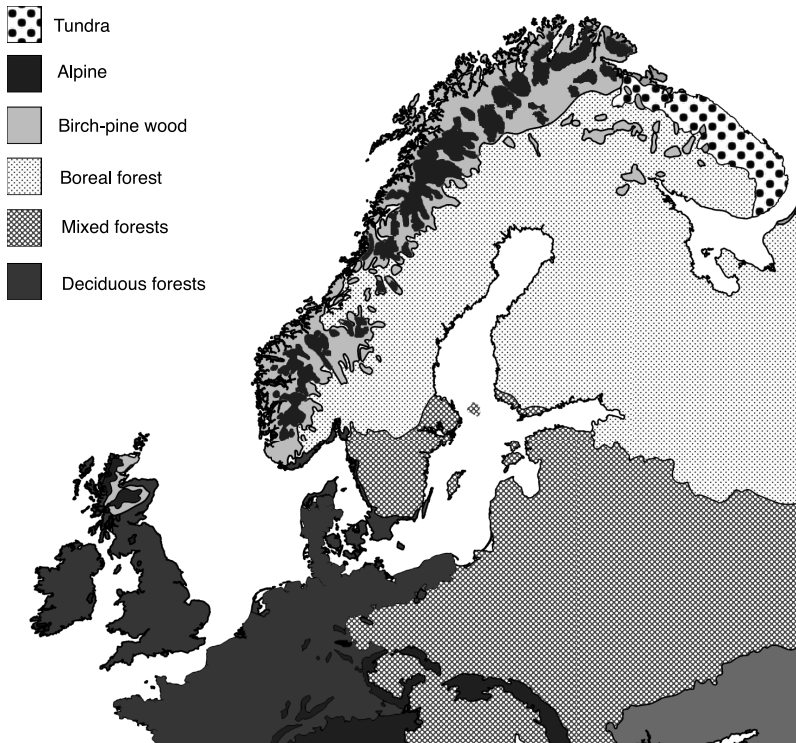 Tundra
Alpine
Birch-pine wood
Boreal forest
Mixed forests
Deciduous forests